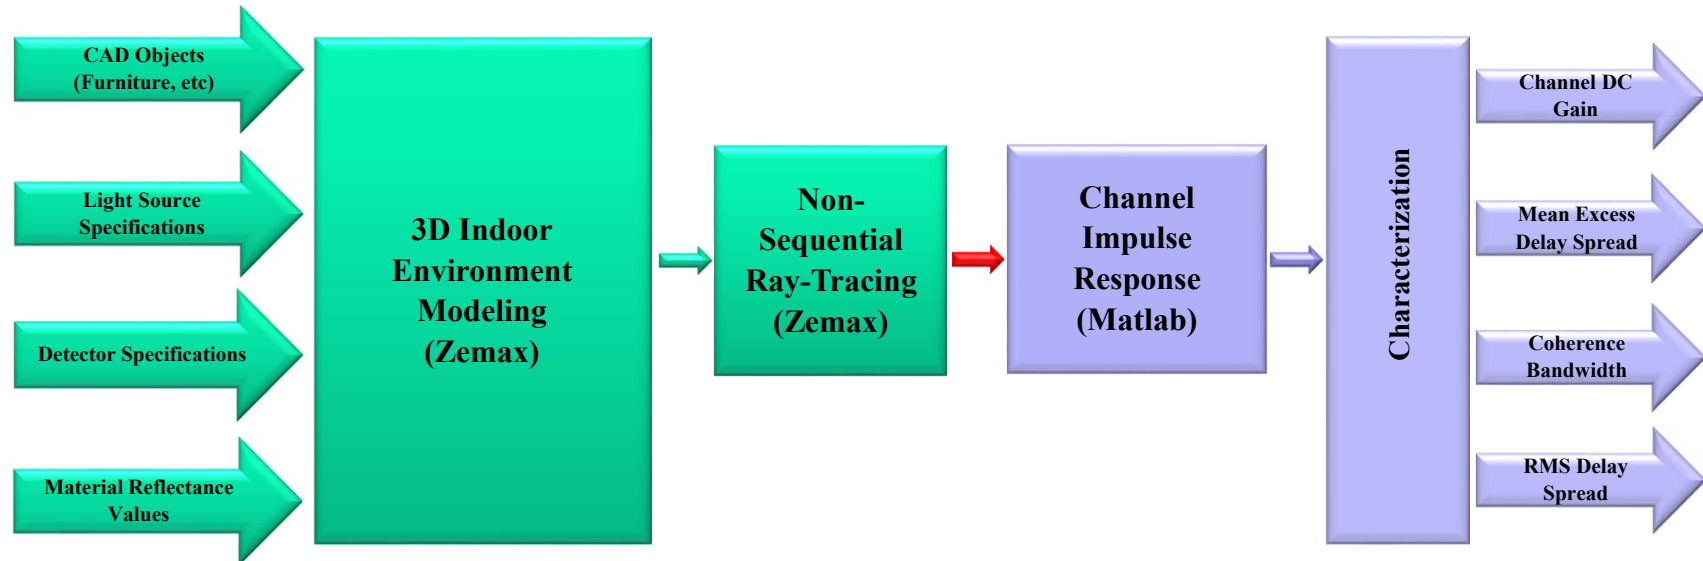 CAD Objects
(Furniture, etc)
Light Source
Specifications
Detector Specifications
Material Reflectance
Values
3D Indoor
Environment
Modeling
(Zemax)
Non-
Sequential
Ray-Tracing
(Zemax)
Channel
Impulse
Response
(Matlab)
Characterization
Channel DC
Gain
Mean Excess
Delay Spread
Coherence
Bandwidth
RMS Delay
Spread